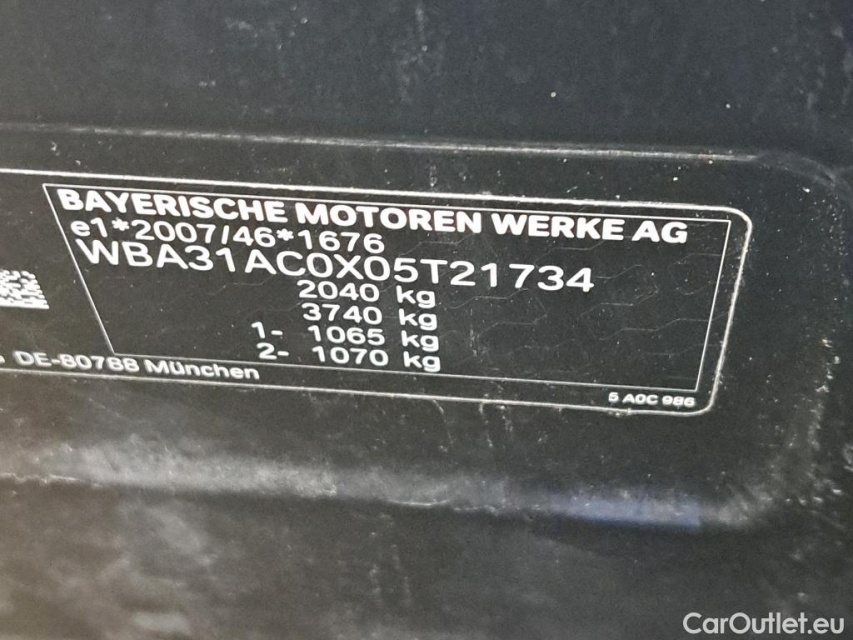 BAYERISCHE MOTOREN WERKE AG
e1*2007/46*1676
WBA31AC0X05T21734
2040 kg
3740 kg
1- 1065 kg
2- 1070 kg
DE-80788 München
5 A0C 986
CarOutlet.eu